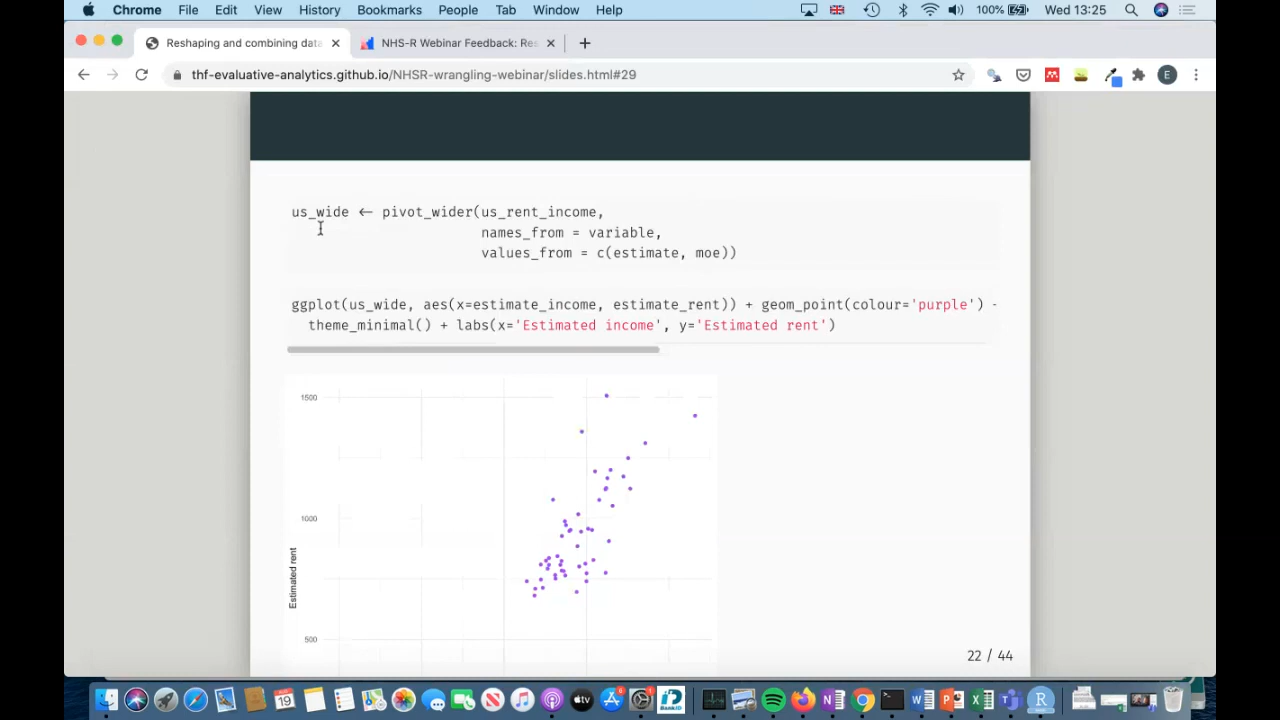 Chrome File Edit View History Bookmarks People Tab Window Help 100% Wed 13:25
Reshaping and combining data × NHS-R Webinar Feedback: Res × +
thf-evaluative-analytics.github.io/NHSR-wrangling-webinar/slides.html#29 E
us_wide <- pivot_wider(us_rent_income,
names_from = variable,
values_from = c(estimate, moe))
ggplot(us_wide, aes(x=estimate_income, estimate_rent)) + geom_point(colour='purple') -
theme_minimal() + labs(x='Estimated income', y='Estimated rent')
1500
1000
Estimated rent
500
22 / 44